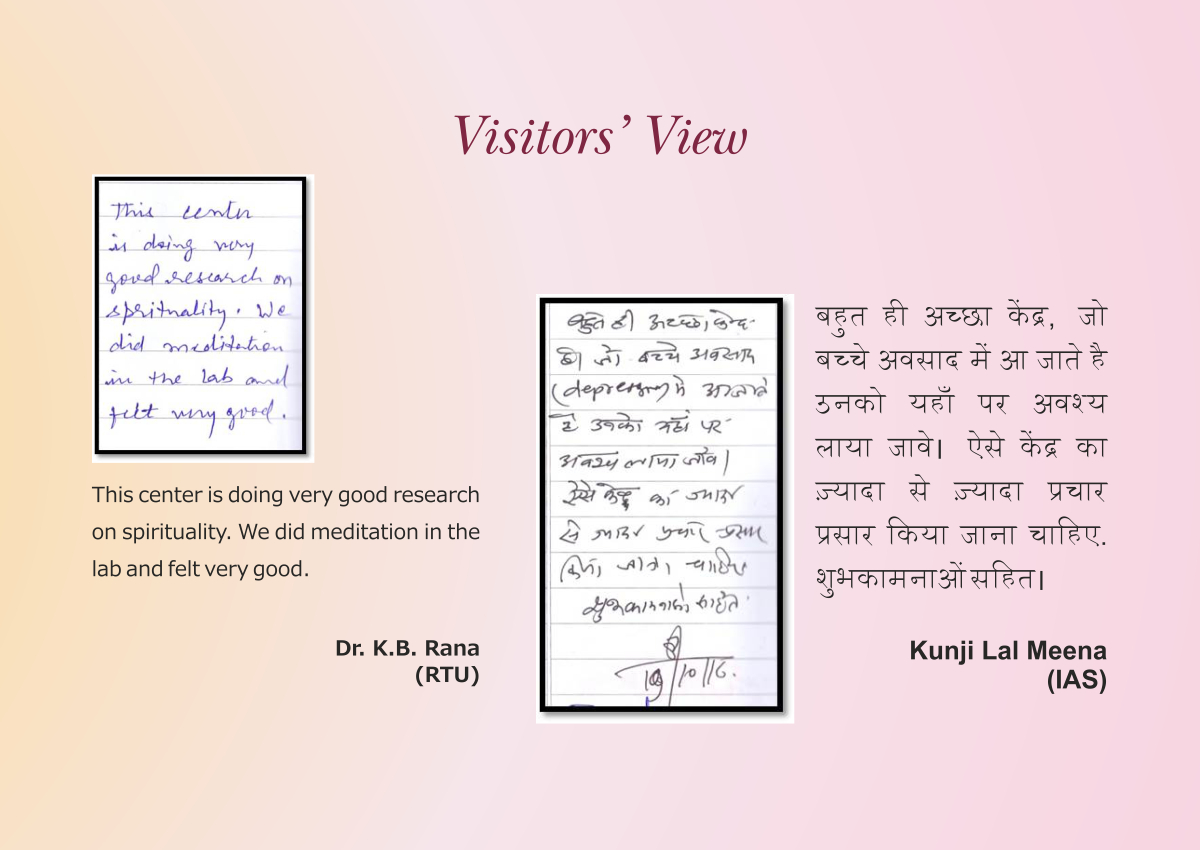 Visitors’ View
This center
is doing very
good research on
spirituality. We
did meditation
in the lab and
felt very good.
This center is doing very good research
on spirituality. We did meditation in the
lab and felt very good.
Dr. K.B. Rana
(RTU)
बहुत ही अच्छा केन्द्र
है। जो बच्चे अवसाद
(depression) में आ जाते
है उनको यहाँ पर
अवश्य लाया जावे।
ऐसे केन्द्र का ज्यादा
से ज्यादा प्रचार प्रसार
किया जाना चाहिए
शुभकामनाओं सहित
19/10/16.
बहुत ही अच्छा केंद्र, जो
बच्चे अवसाद में आ जाते है
उनको यहाँ पर अवश्य
लाया जावे। ऐसे केंद्र का
ज़्यादा से ज़्यादा प्रचार
प्रसार किया जाना चाहिए.
शुभकामनाओं सहित।
Kunji Lal Meena
(IAS)